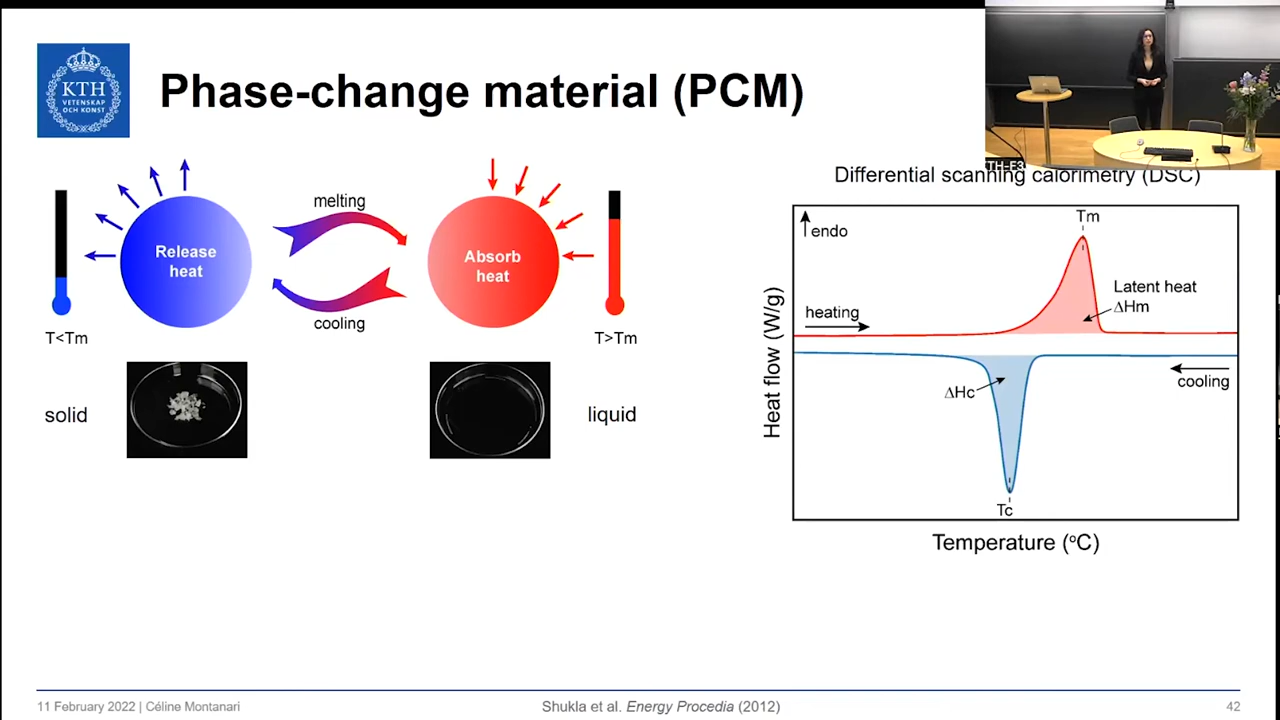 KTH
VETENSKAP
OCH KONST
Phase-change material (PCM)
KTH-F3
Release
heat
melting
cooling
Absorb
heat
T<Tm
T>Tm
solid
liquid
Differential scanning calorimetry (DSC)
endo
Tm
Latent heat
ΔHm
heating
cooling
ΔHc
Tc
Heat flow (W/g)
Temperature (°C)
11 February 2022 | Céline Montanari
Shukla et al. Energy Procedia (2012)
42